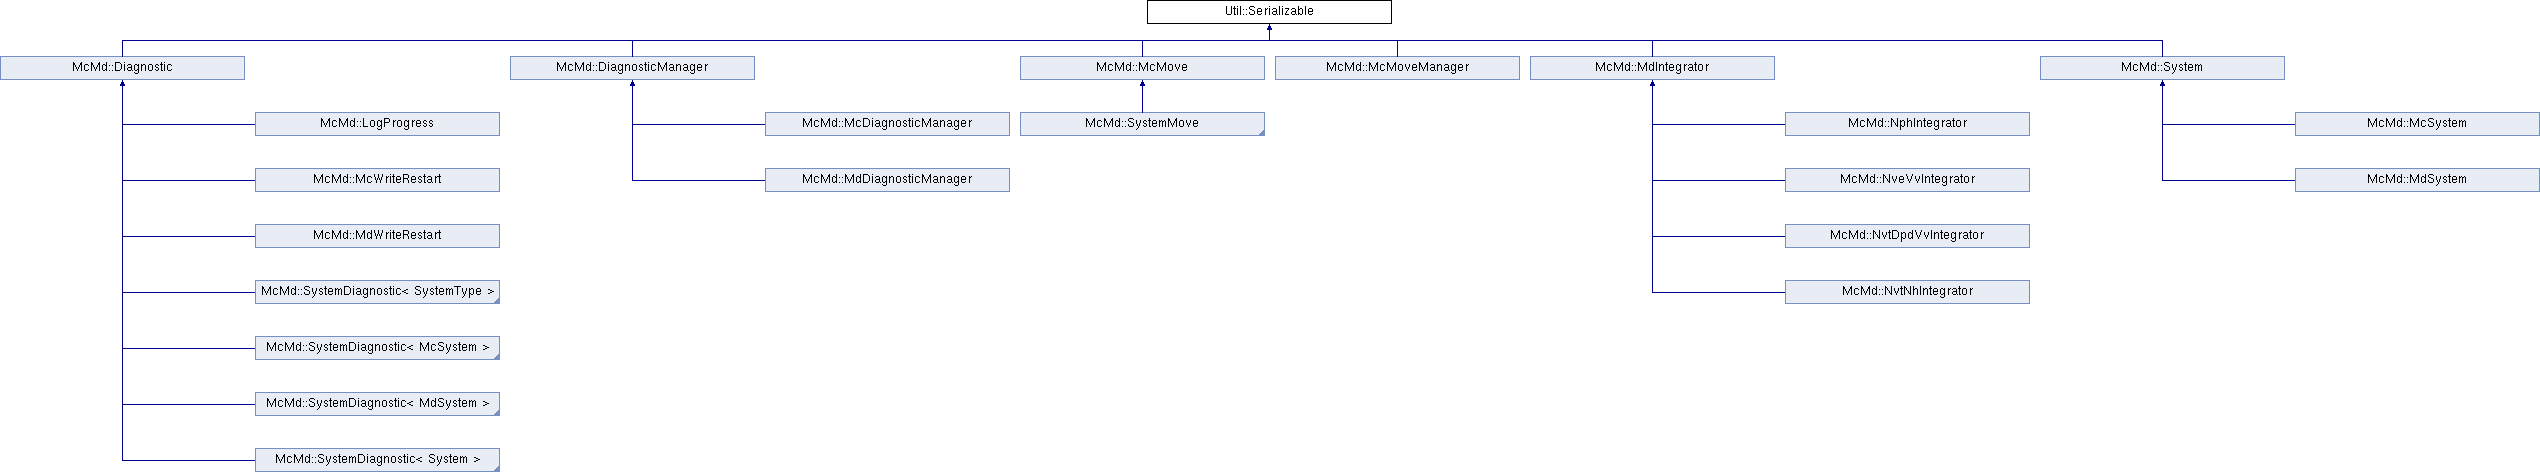 Util::Serializable
McMd::Diagnostic
McMd::DiagnosticManager
McMd::McMove
McMd::McMoveManager
McMd::MdIntegrator
McMd::System
McMd::LogProgress
McMd::McDiagnosticManager
McMd::SystemMove
McMd::NphIntegrator
McMd::McSystem
McMd::McWriteRestart
McMd::MdDiagnosticManager
McMd::NveVvIntegrator
McMd::MdSystem
McMd::MdWriteRestart
McMd::NvtDpdVvIntegrator
McMd::SystemDiagnostic< SystemType >
McMd::NvtNhIntegrator
McMd::SystemDiagnostic< McSystem >
McMd::SystemDiagnostic< MdSystem >
McMd::SystemDiagnostic< System >